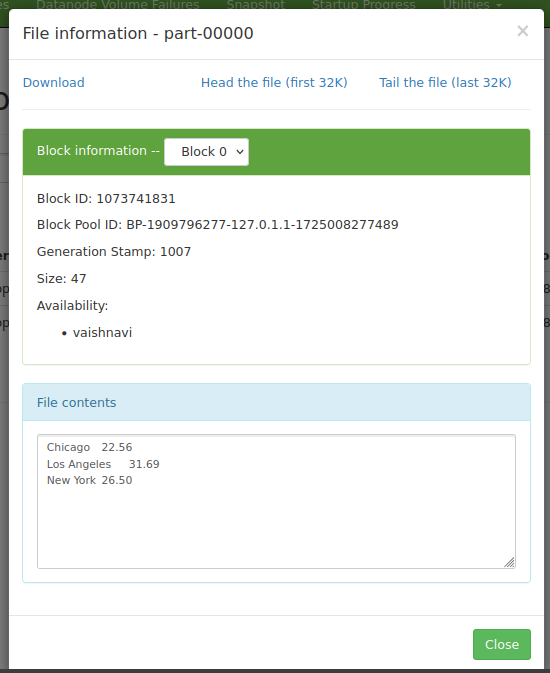 Datanode Volume Failures Snapshot Startup Progress Utilities
File information - part-00000 ×
Download Head the file (first 32K) Tail the file (last 32K)
Block information -- Block 0
Block ID: 1073741831
Block Pool ID: BP-1909796277-127.0.1.1-1725008277489
Generation Stamp: 1007
Size: 47
Availability:
• vaishnavi
File contents
Chicago 22.56
Los Angeles 31.69
New York 26.50
Close